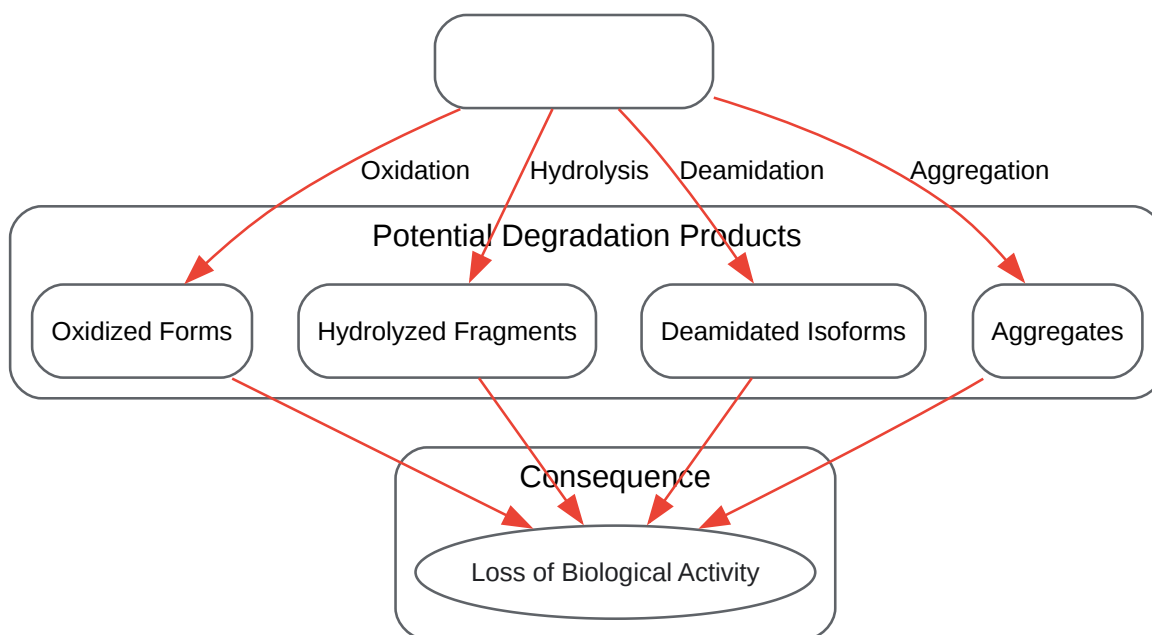 Oxidation
Hydrolysis
Deamidation
Aggregation
Potential Degradation Products
Oxidized Forms
Hydrolyzed Fragments
Deamidated Isoforms
Aggregates
Consequence
Loss of Biological Activity